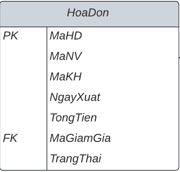 HoaDon
PK MaHD
MaNV
MaKH
NgayXuat
TongTien
FK MaGiamGia
TrangThai